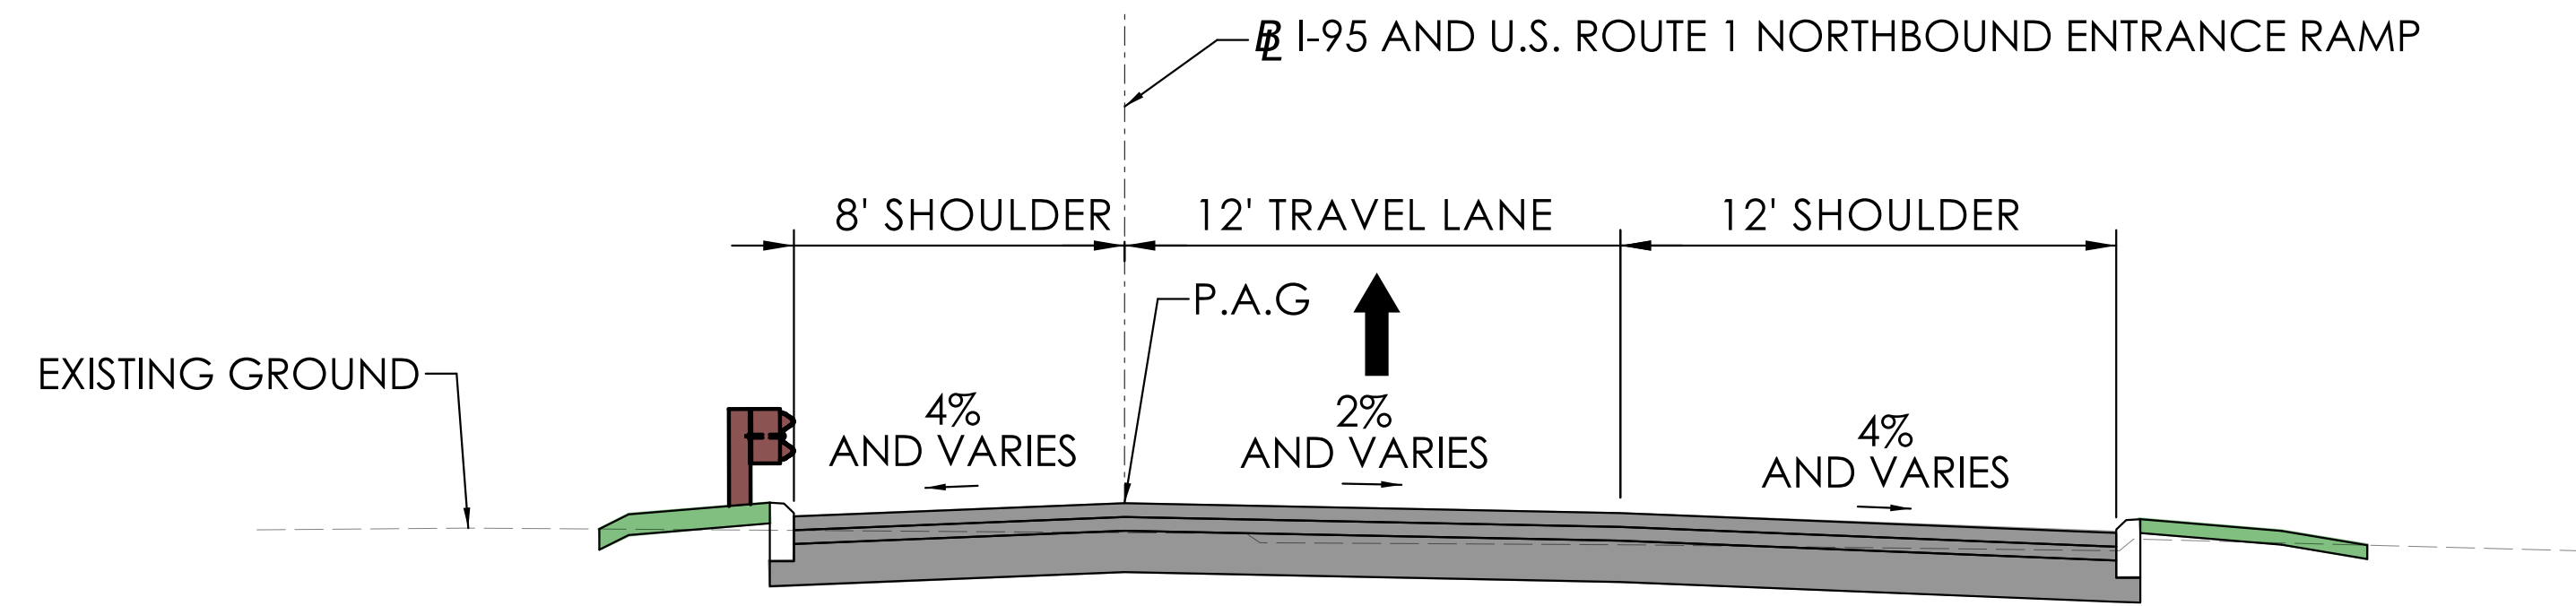 ℔ I-95 AND U.S. ROUTE 1 NORTHBOUND ENTRANCE RAMP
8' SHOULDER
12' TRAVEL LANE
12' SHOULDER
P.A.G
EXISTING GROUND
4%
AND VARIES
2%
AND VARIES
4%
AND VARIES